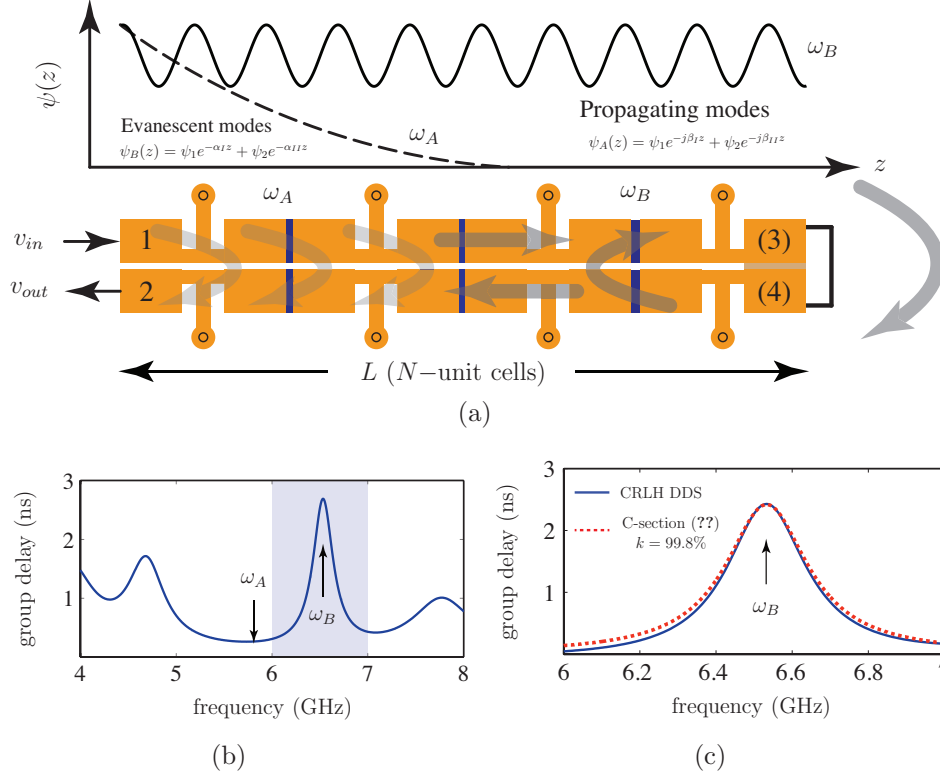 ψ(z)
ω_B
Evanescent modes
ψ_B(z) = ψ_1e^{-α_I z} + ψ_2e^{-α_{II} z}
ω_A
Propagating modes
ψ_A(z) = ψ_1e^{-jβ_I z} + ψ_2e^{-jβ_{II} z}
z
ω_A
ω_B
v_in
1
(3)
v_out
2
(4)
L (N−unit cells)
(a)
group delay (ns)
3
2
1
ω_A
ω_B
4 5 6 7 8
frequency (GHz)
(b)
group delay (ns)
3
2
1
CRLH DDS
C-section (??)
k = 99.8%
ω_B
6 6.2 6.4 6.6 6.8 7
frequency (GHz)
(c)